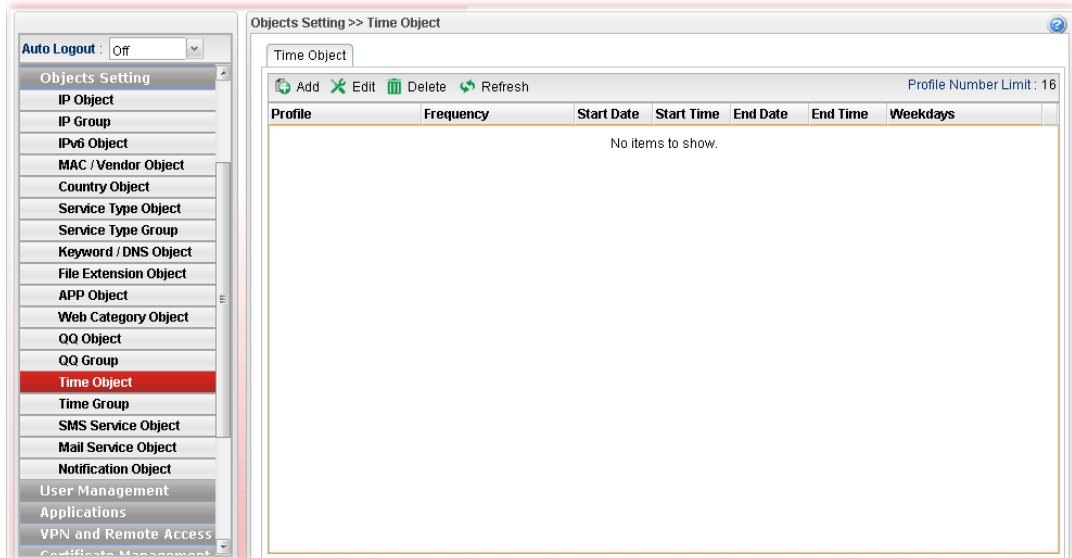 Auto Logout : Off
Objects Setting
IP Object
IP Group
IPv6 Object
MAC / Vendor Object
Country Object
Service Type Object
Service Type Group
Keyword / DNS Object
File Extension Object
APP Object
Web Category Object
QQ Object
QQ Group
Time Object
Time Group
SMS Service Object
Mail Service Object
Notification Object
User Management
Applications
VPN and Remote Access
Certificate Management
Objects Setting >> Time Object
Time Object
Add Edit Delete Refresh Profile Number Limit : 16
Profile Frequency Start Date Start Time End Date End Time Weekdays
No items to show.